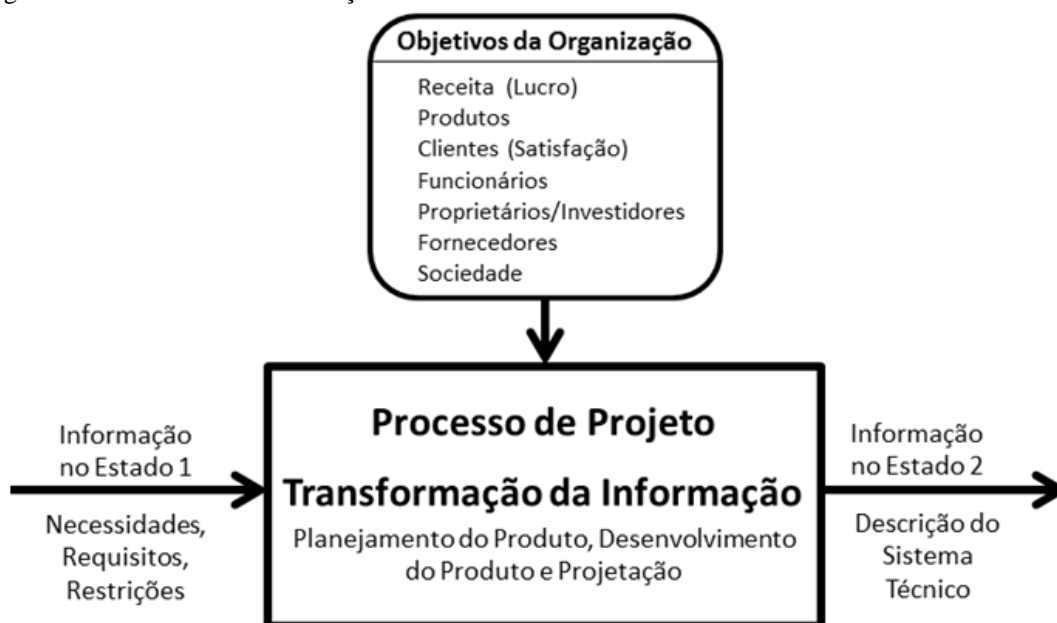 Objetivos da Organização
Receita (Lucro)
Produtos
Clientes (Satisfação)
Funcionários
Proprietários/Investidores
Fornecedores
Sociedade
Informação
no Estado 1
Necessidades,
Requisitos,
Restrições
Processo de Projeto
Transformação da Informação
Planejamento do Produto, Desenvolvimento
do Produto e Projetação
Informação
no Estado 2
Descrição do
Sistema
Técnico